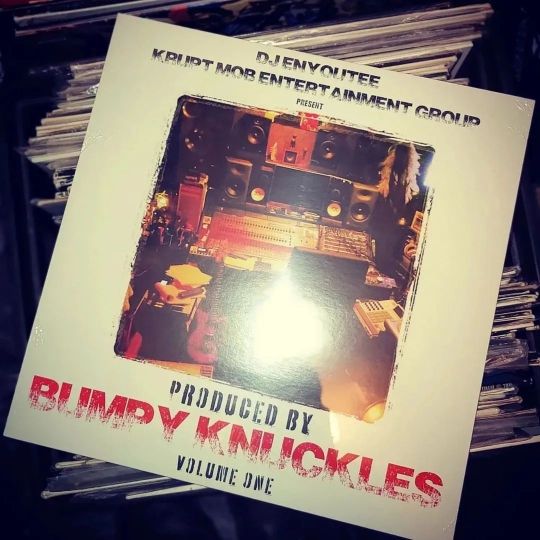 DJ ENYOUTEE
KRUPT MOB ENTERTAINMENT GROUP
PRESENT
PRODUCED BY
BUMPY KNUCKLES
VOLUME ONE